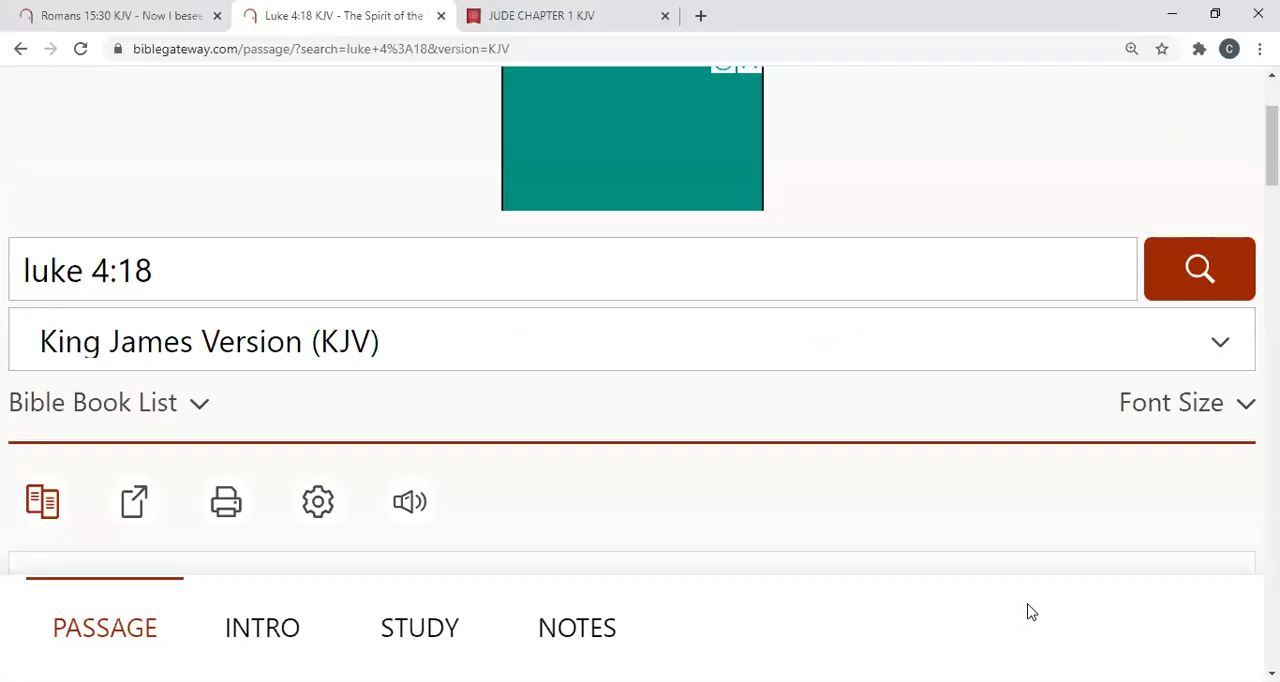 Romans 15:30 KJV - Now I besee
Luke 4:18 KJV - The Spirit of the
JUDE CHAPTER 1 KJV
biblegateway.com/passage/?search=luke+4%3A18&version=KJV
C
luke 4:18
King James Version (KJV)
Bible Book List
Font Size
PASSAGE
INTRO
STUDY
NOTES